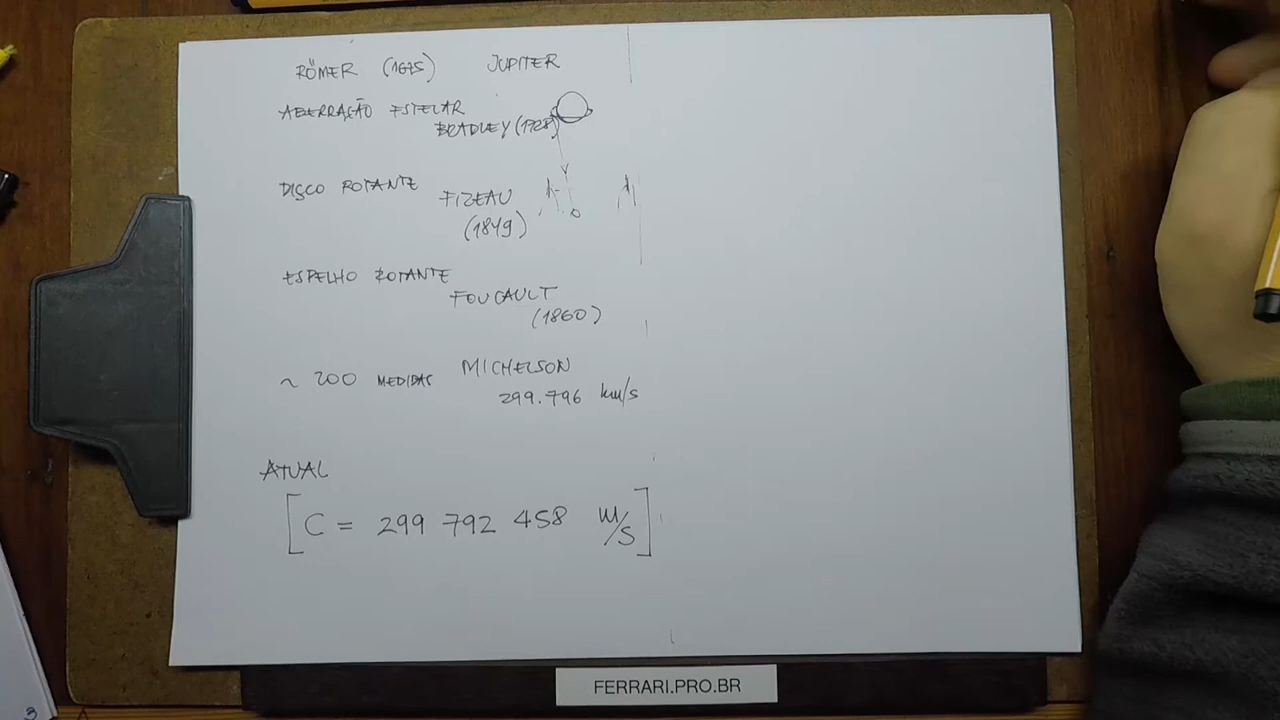 RÖMER (1675) JUPITER
ABERRAÇÃO ESTELAR
BRADLEY (1728)
DISCO ROTANTE
FIZEAU
(1849)
ESPELHO ROTANTE
FOUCAULT
(1860)
~ 200 MEDIDAS MICHELSON
299.796 km/s
ATUAL
[C = 299 792 458 m/s]
FERRARI.PRO.BR
3